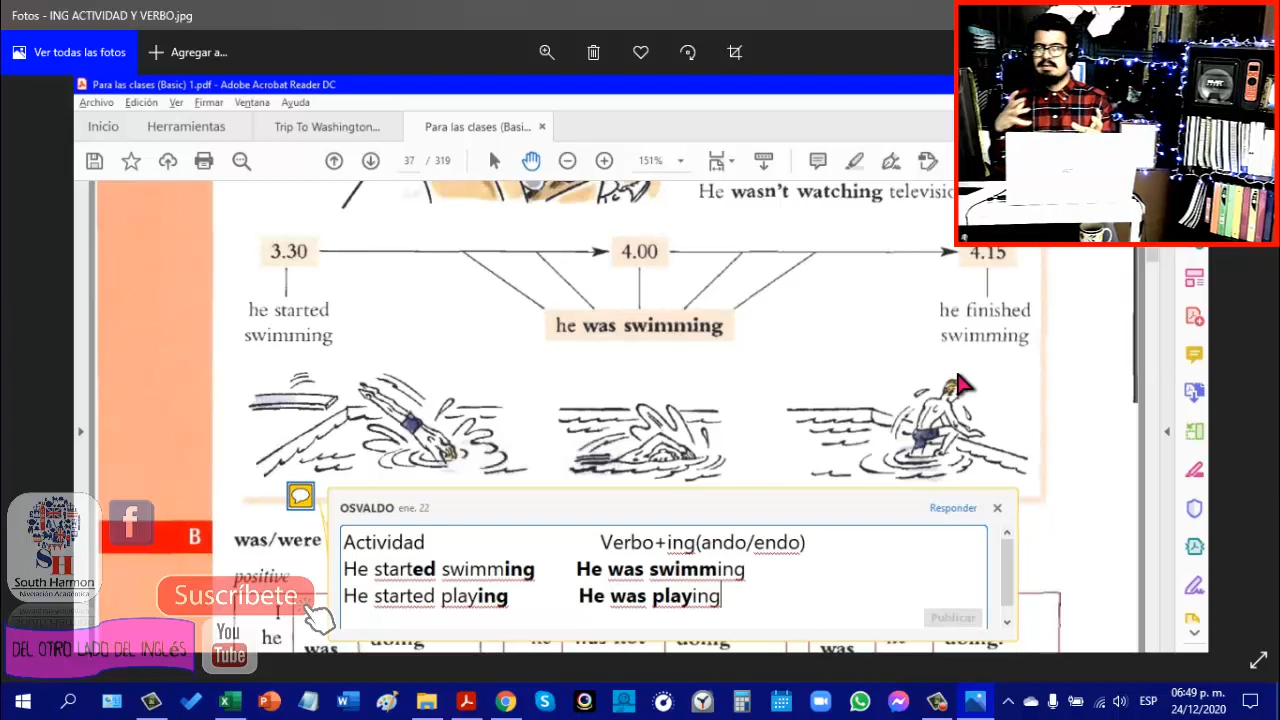 Fotos - ING ACTIVIDAD Y VERBO.jpg
Ver todas las fotos
Agregar a...
Para las clases (Basic) 1.pdf - Adobe Acrobat Reader DC
Archivo Edición Ver Firmar Ventana Ayuda
Inicio Herramientas Trip To Washington... Para las clases (Basi... ×
37 / 319 151%
He wasn't watching televisio
3.30 4.00 4.15
he started
swimming
he was swimming
he finished
swimming
OSVALDO ene. 22 Responder
Actividad Verbo+ing(ando/endo)
He started swimming He was swimming
He started playing He was playing
Publicar
B was/were
positive
he was doing he was not doing was he doing?
South Harmon
Nivelación Académica
SH
f
Suscríbete
DEL OTRO LADO DEL INGLÉS
You
Tube
ESP
06:49 p. m.
24/12/2020